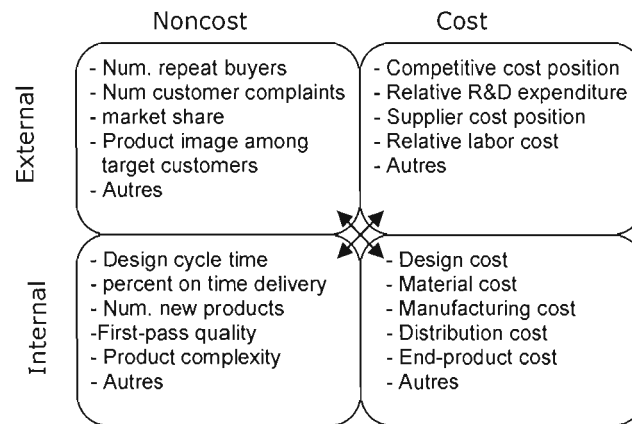 Noncost
Cost
External
- Num. repeat buyers
- Num customer complaints
- market share
- Product image among
target customers
- Autres
- Competitive cost position
- Relative R&D expenditure
- Supplier cost position
- Relative labor cost
- Autres
Internal
- Design cycle time
- percent on time delivery
- Num. new products
-First-pass quality
- Product complexity
- Autres
- Design cost
- Material cost
- Manufacturing cost
- Distribution cost
- End-product cost
- Autres